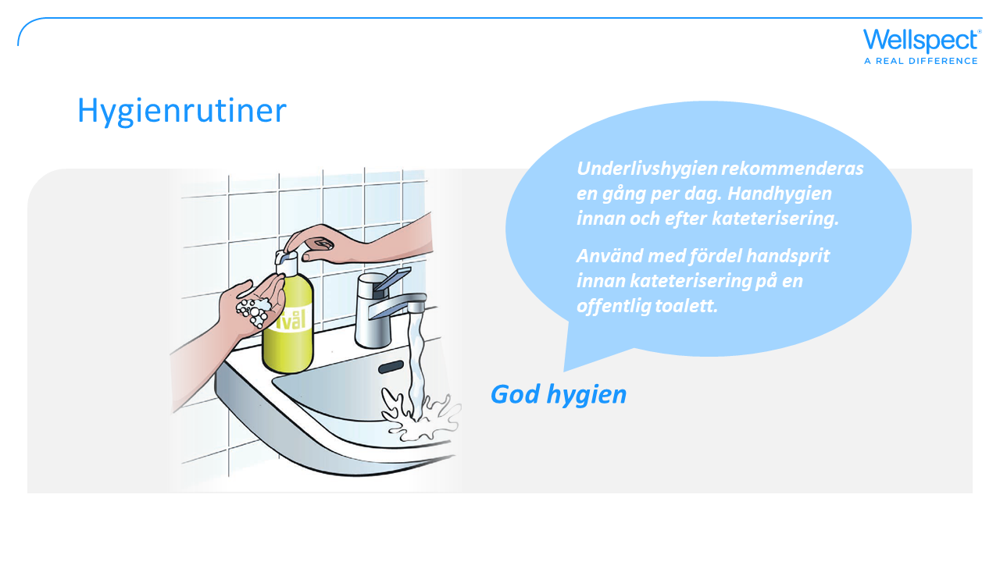 Wellspect®
A REAL DIFFERENCE
Hygienrutiner
Underlivshygien rekommenderas
en gång per dag. Handhygien
innan och efter kateterisering.
Använd med fördel handsprit
innan kateterisering på en
offentlig toalett.
God hygien